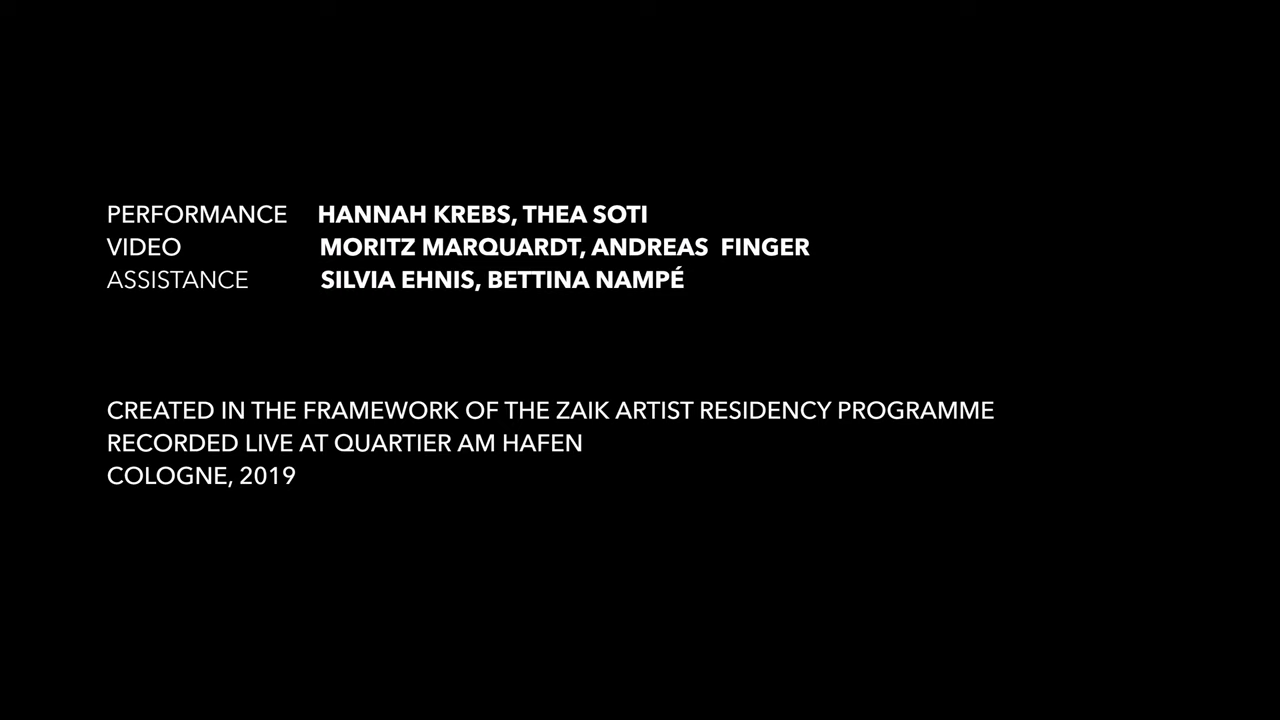 PERFORMANCE HANNAH KREBS, THEA SOTI
VIDEO MORITZ MARQUARDT, ANDREAS FINGER
ASSISTANCE SILVIA EHNIS, BETTINA NAMPÉ
CREATED IN THE FRAMEWORK OF THE ZAIK ARTIST RESIDENCY PROGRAMME
RECORDED LIVE AT QUARTIER AM HAFEN
COLOGNE, 2019